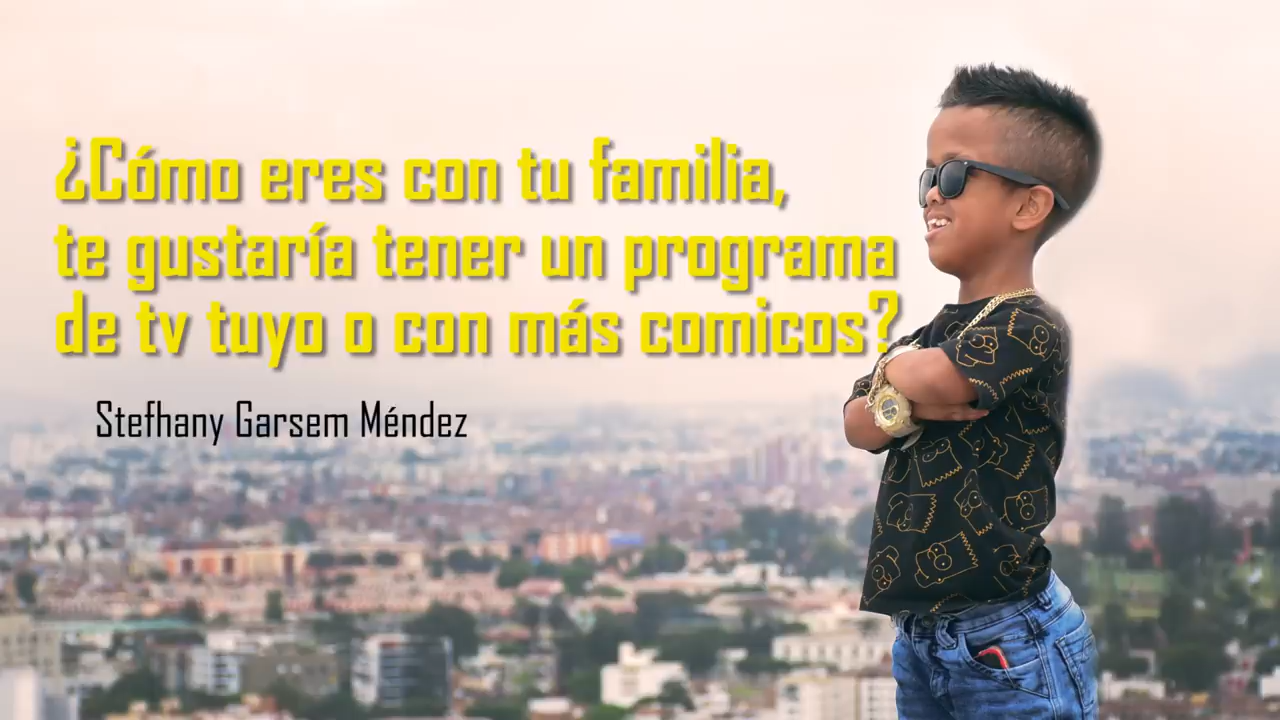 ¿Cómo eres con tu familia,
te gustaría tener un programa
de tv tuyo o con más comicos?
Stefhany Garsem Méndez